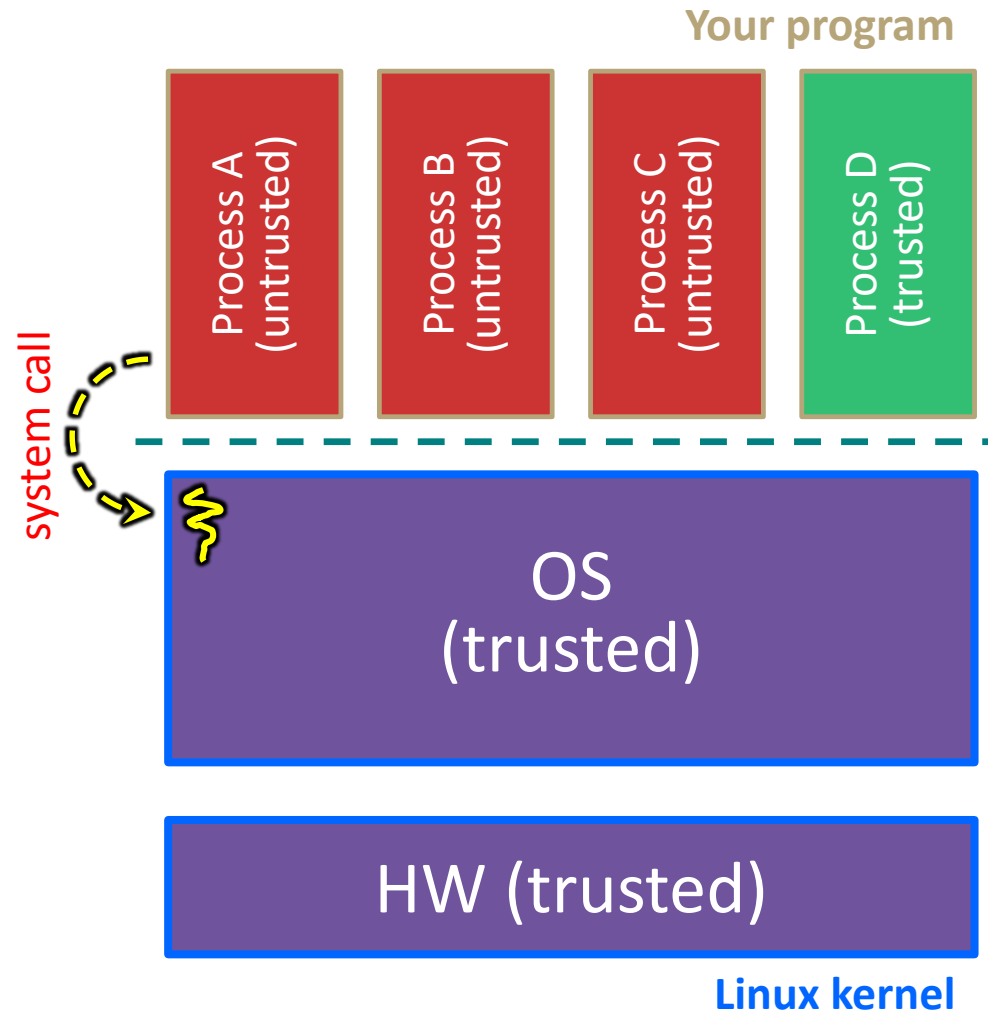 Your program
Process A
(untrusted)
Process B
(untrusted)
Process C
(untrusted)
Process D
(trusted)
system call
OS
(trusted)
HW (trusted)
Linux kernel